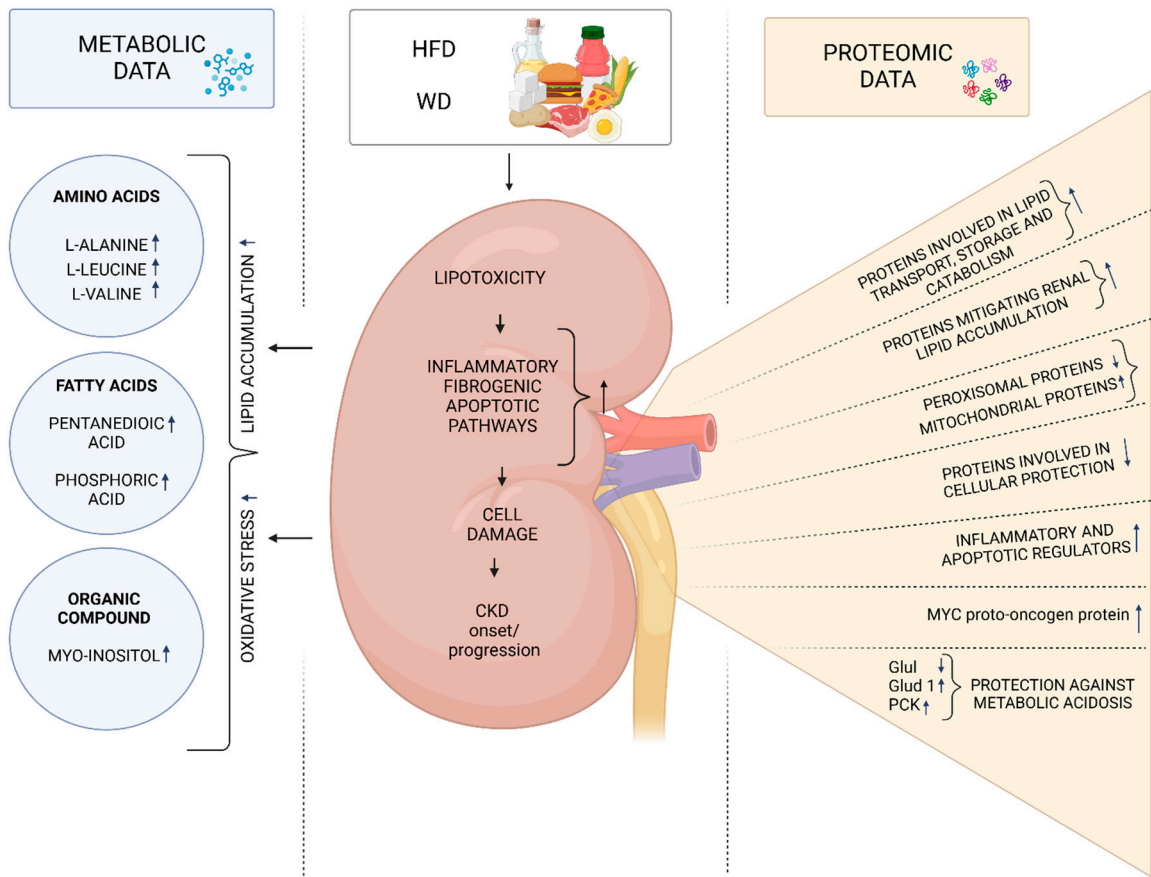 METABOLIC
DATA
AMINO ACIDS
L-ALANINE
L-LEUCINE
L-VALINE
FATTY ACIDS
PENTANEDIOIC
ACID
PHOSPHORIC
ACID
ORGANIC
COMPOUND
MYO-INOSITOL
LIPID ACCUMULATION
OXIDATIVE STRESS
HFD
WD
LIPOTOXICITY
INFLAMMATORY
FIBROGENIC
APOPTOTIC
PATHWAYS
CELL
DAMAGE
CKD
onset/
progression
PROTEOMIC
DATA
PROTEINS INVOLVED IN LIPID
TRANSPORT, STORAGE AND
CATABOLISM
PROTEINS MITIGATING RENAL
LIPID ACCUMULATION
PEROXISOMAL PROTEINS
MITOCHONDRIAL PROTEINS
PROTEINS INVOLVED IN
CELLULAR PROTECTION
INFLAMMATORY AND
APOPTOTIC REGULATORS
MYC proto-oncogen protein
Glul
Glud 1
PCK
PROTECTION AGAINST
METABOLIC ACIDOSIS